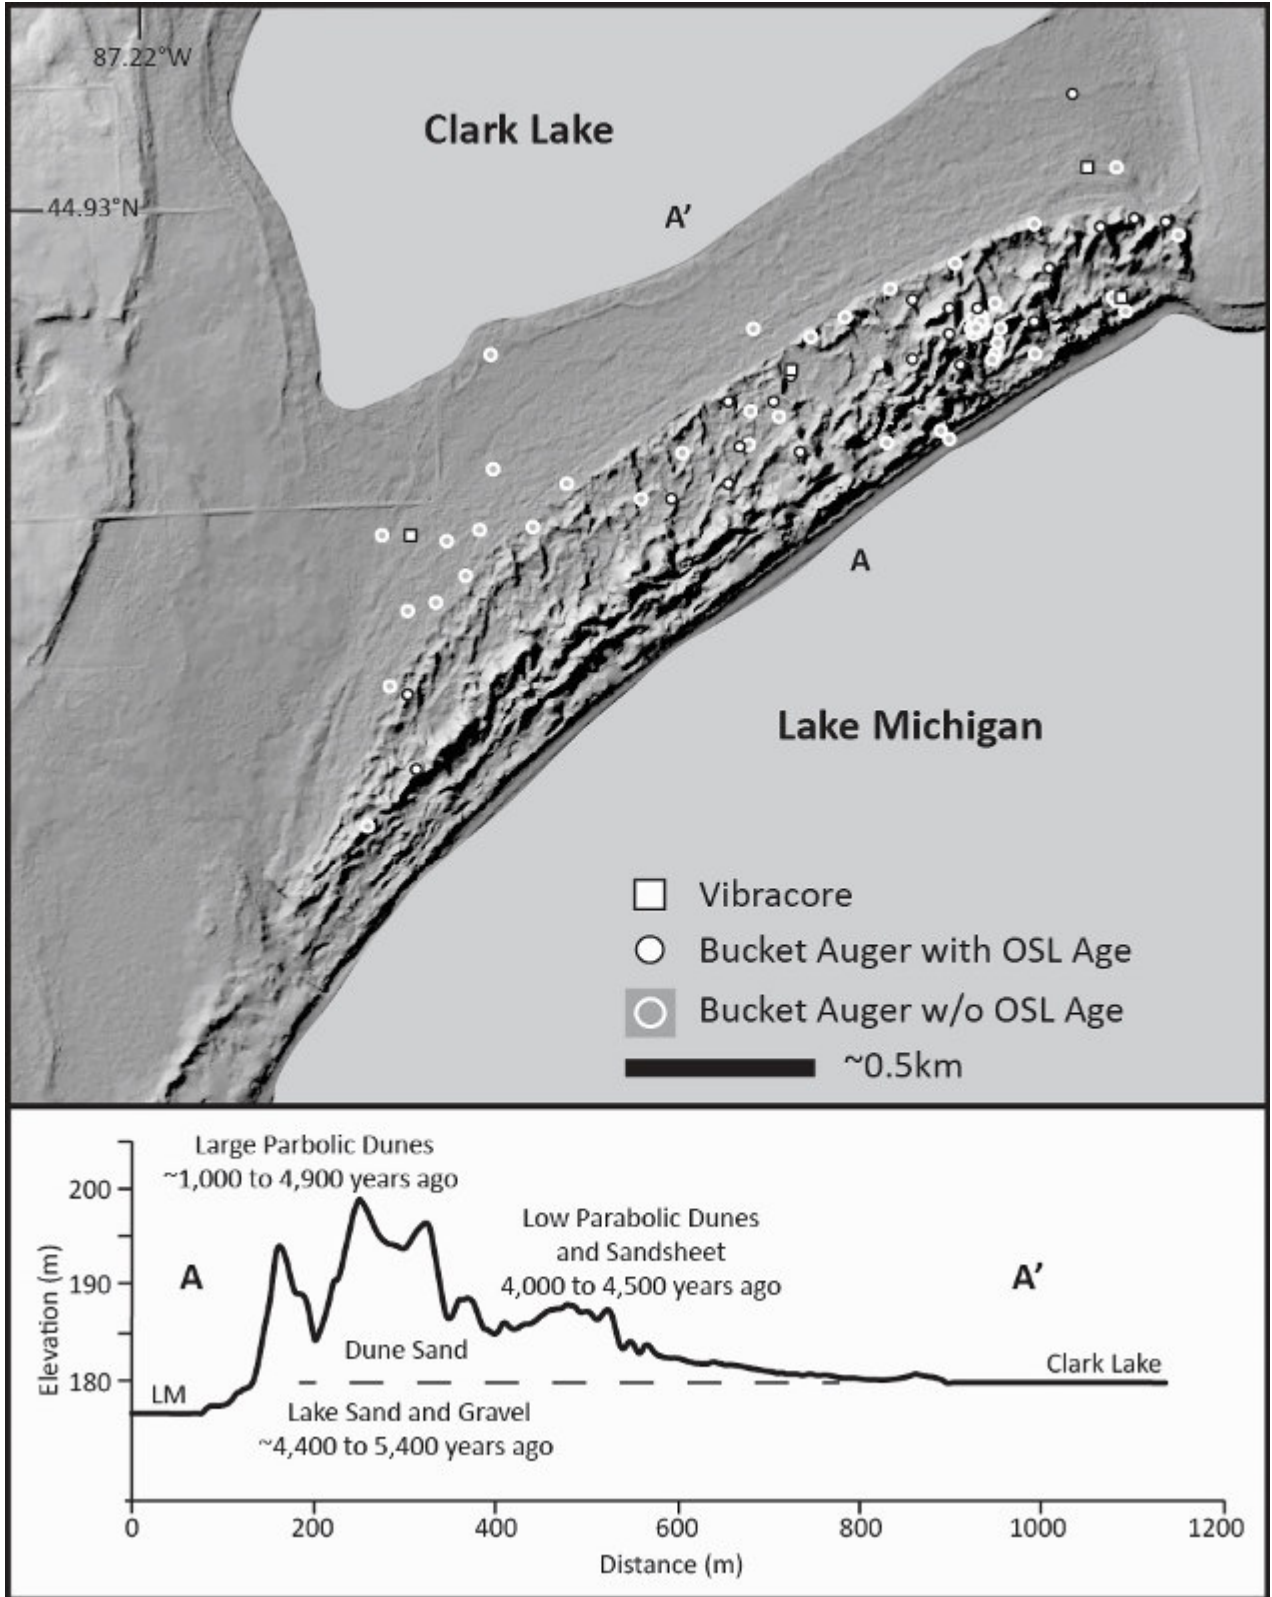 87.22°W
Clark Lake
44.93°N
A’
A
Lake Michigan
Vibracore
Bucket Auger with OSL Age
Bucket Auger w/o OSL Age
~0.5km
Large Parbolic Dunes
~1,000 to 4,900 years ago
200
Low Parabolic Dunes
and Sandsheet
4,000 to 4,500 years ago
A
A’
190
Elevation (m)
Dune Sand
Clark Lake
180
LM
Lake Sand and Gravel
~4,400 to 5,400 years ago
0 200 400 600 800 1000 1200
Distance (m)